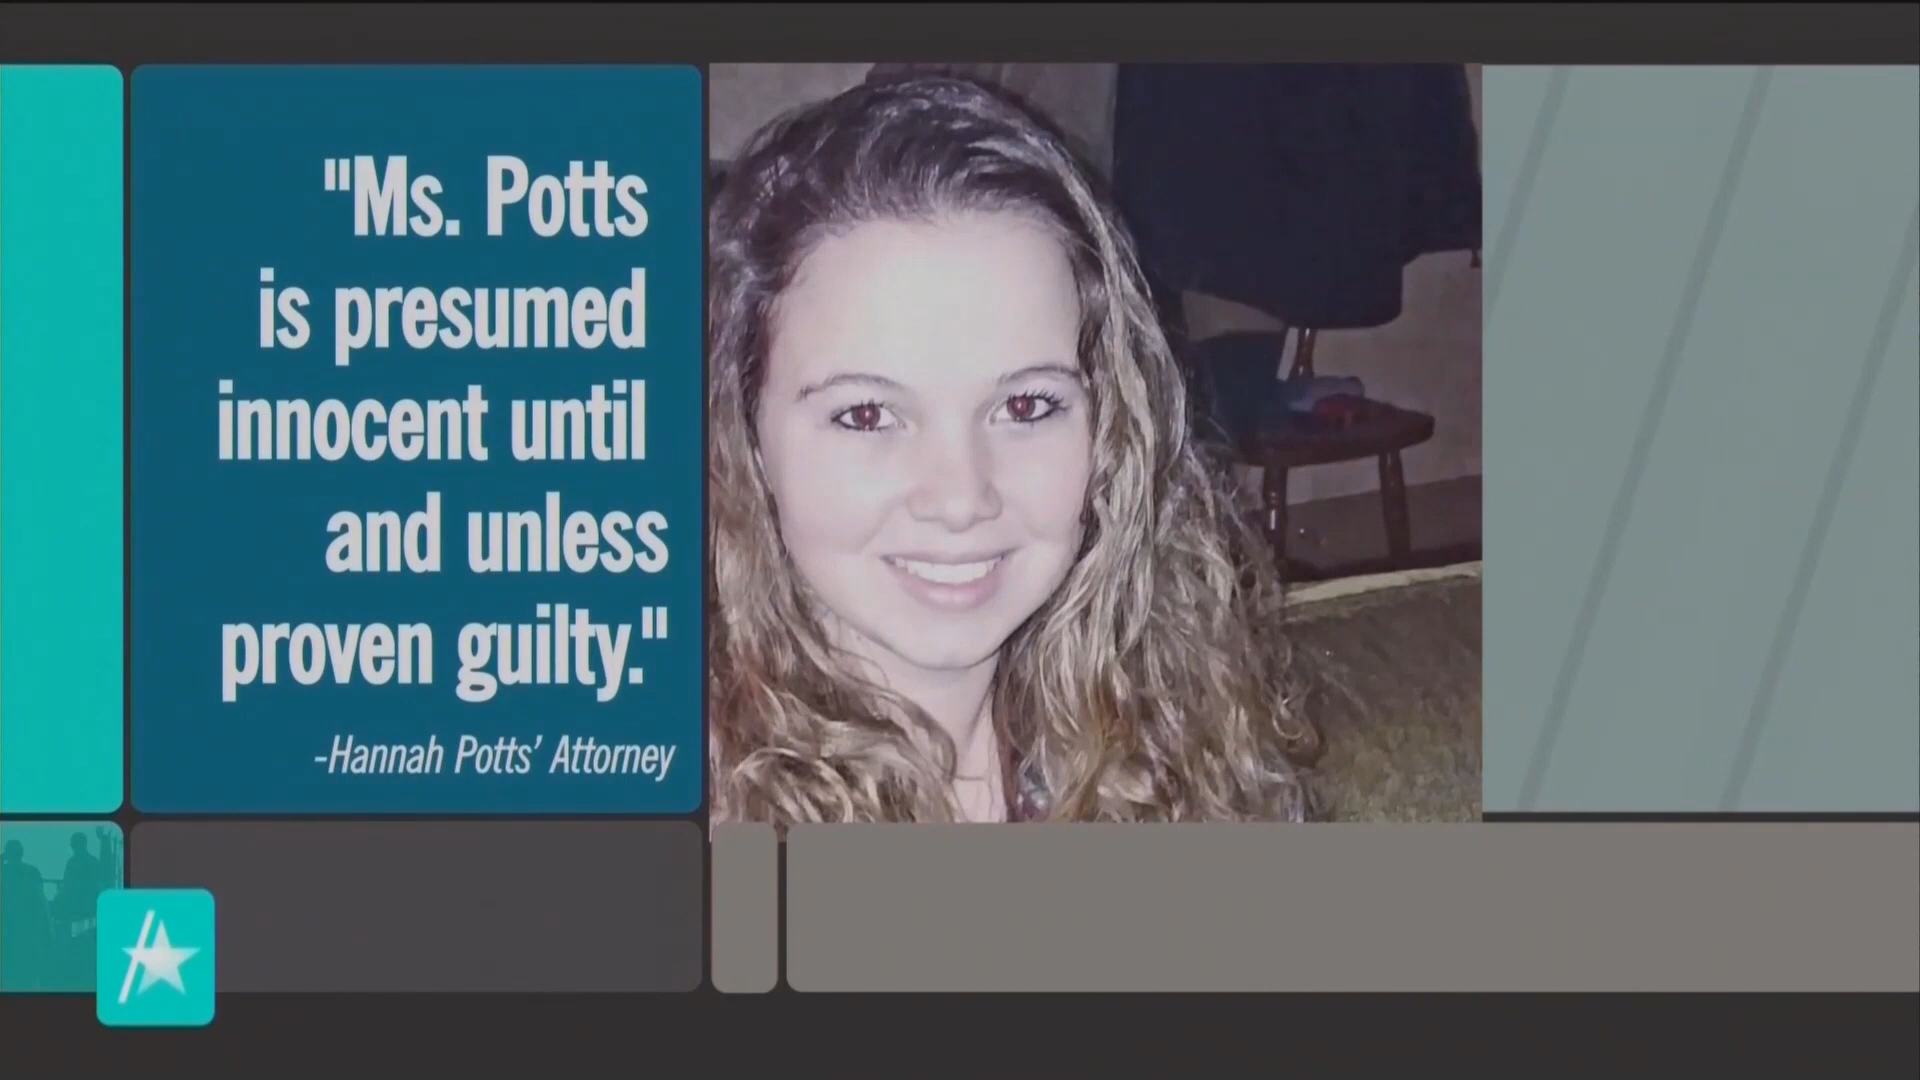 "Ms. Potts
is presumed
innocent until
and unless
proven guilty."
-Hannah Potts’ Attorney